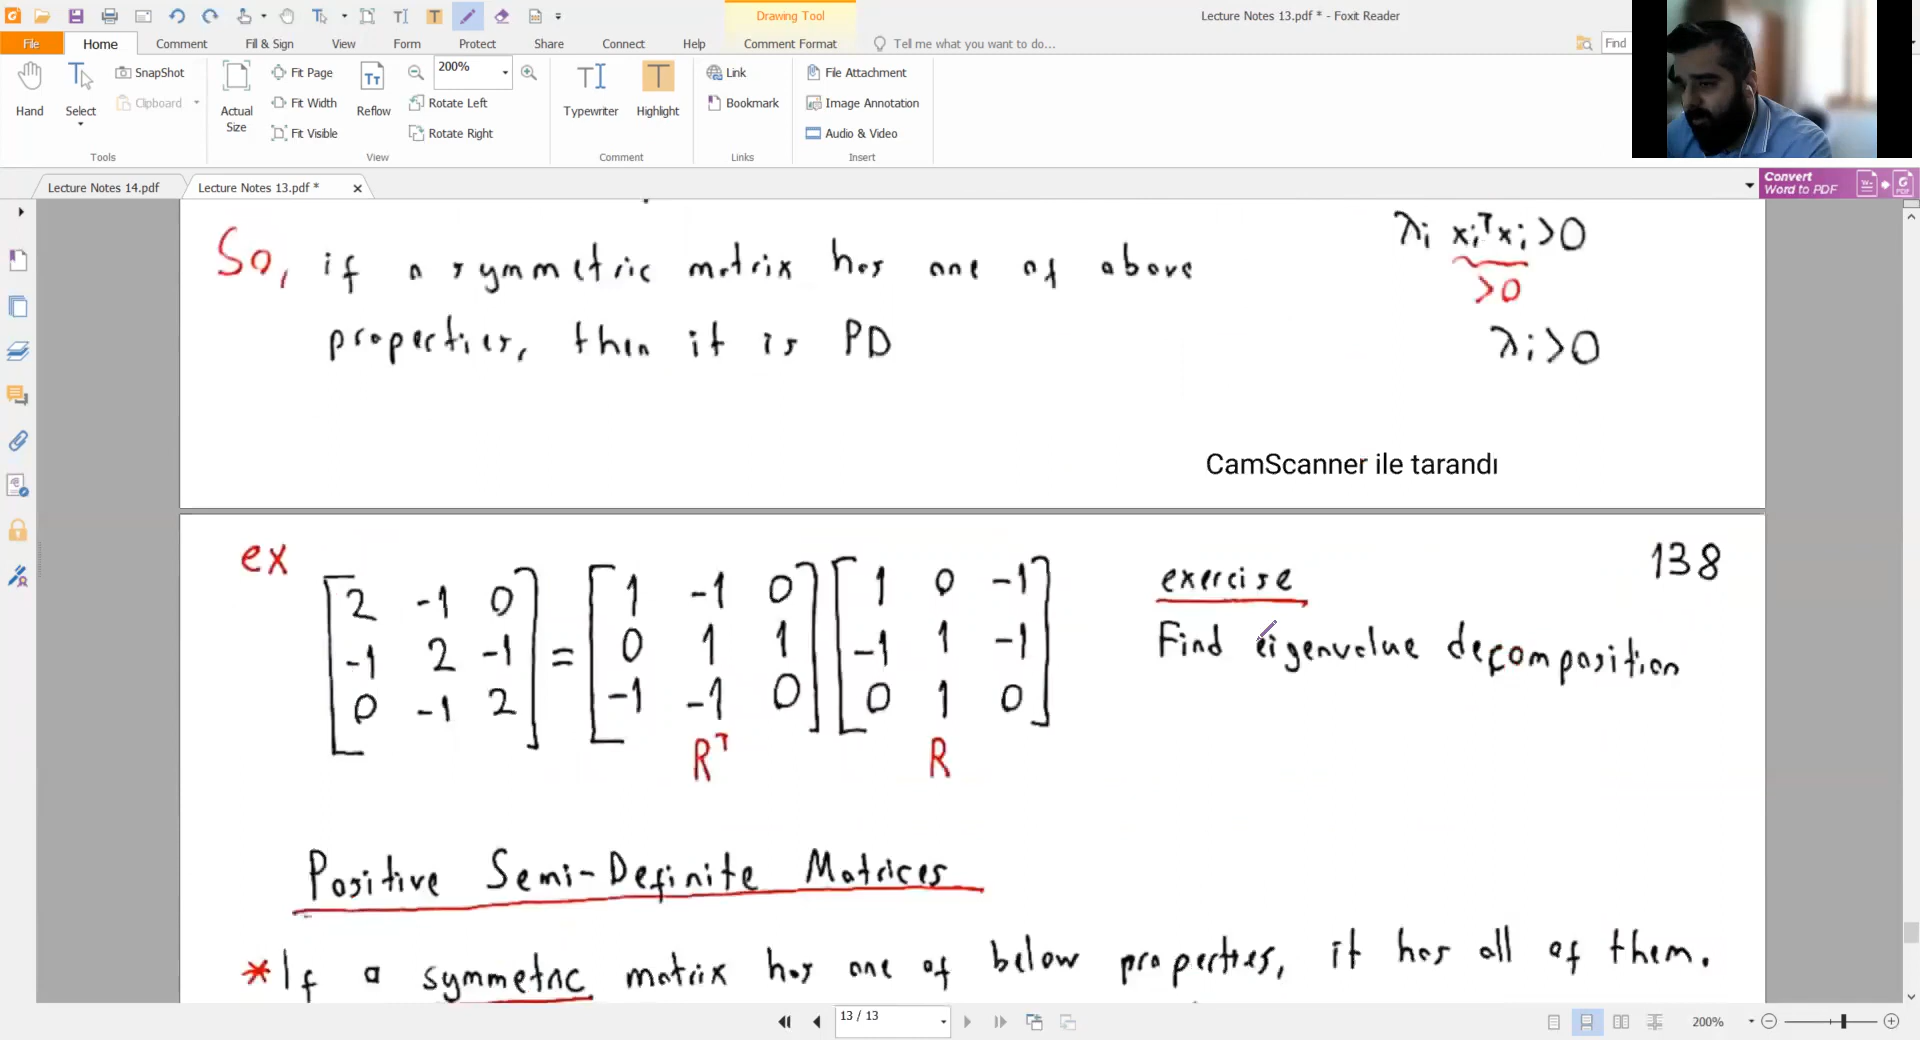 Drawing Tool
Lecture Notes 13.pdf * - Foxit Reader
File Home Comment Fill & Sign View Form Protect Share Connect Help Comment Format Tell me what you want to do... Find
Hand
Select
SnapShot
Clipboard
Tools
Actual Size
Fit Page
Fit Width
Fit Visible
Reflow
200%
Rotate Left
Rotate Right
View
Typewriter
Highlight
Comment
Link
Bookmark
Links
File Attachment
Image Annotation
Audio & Video
Insert
Lecture Notes 14.pdf Lecture Notes 13.pdf *
Convert
Word to PDF
So, if a symmetric matrix has one of above
properties, then it is PD
λi xiᵀxi >0
>0
λi >0
CamScanner ile tarandı
138
ex
[2 -1 0] [1 -1 0] [1 0 -1]
[-1 2 -1] = [0 1 1] [-1 1 -1]
[0 -1 2] [-1 -1 0] [0 1 0]
Rᵀ R
exercise
Find eigenvalue decomposition
Positive Semi-Definite Matrices
*If a symmetric matrix has one of below properties, it has all of them.
13 / 13
200%